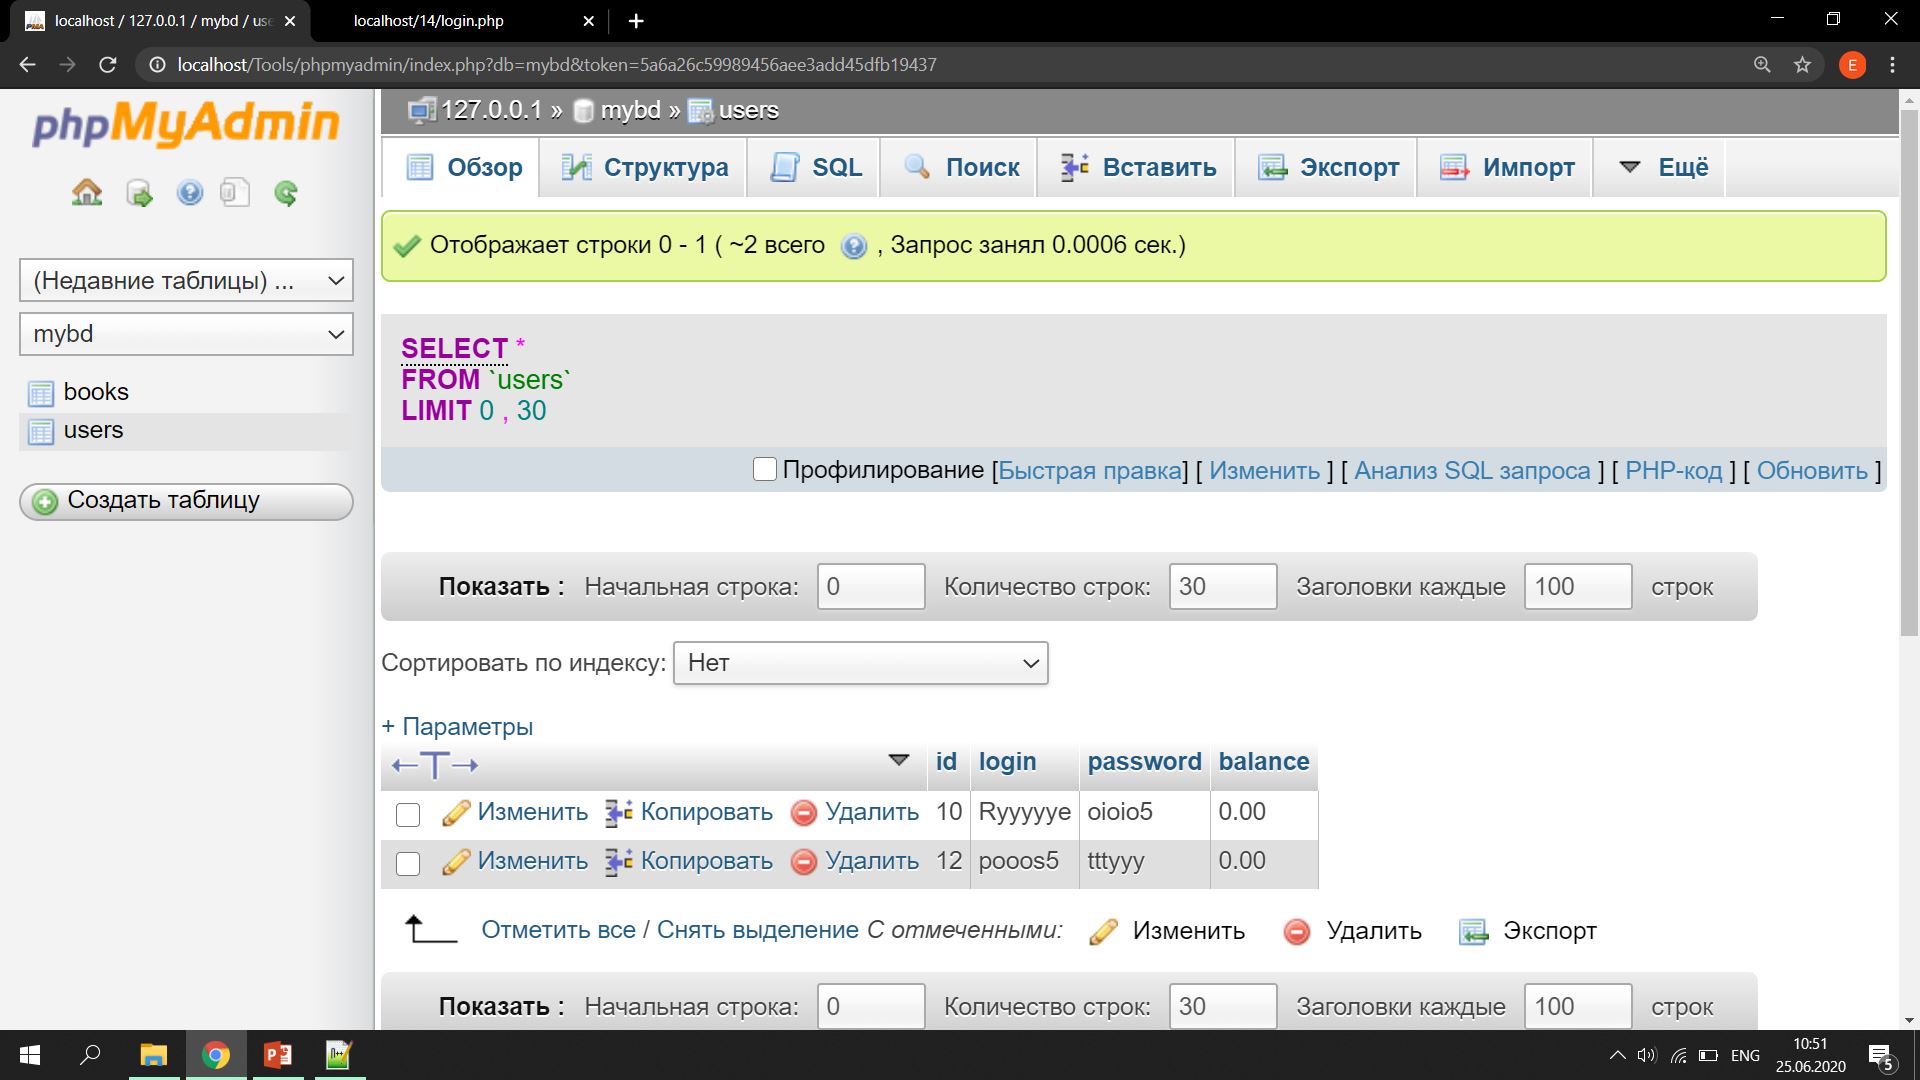 localhost / 127.0.0.1 / mybd / use
localhost/14/login.php
localhost/Tools/phpmyadmin/index.php?db=mybd&token=5a6a26c59989456aee3add45dfb19437
E
phpMyAdmin
(Недавние таблицы) ...
mybd
books
users
Создать таблицу
127.0.0.1 » mybd » users
Обзор Структура SQL Поиск Вставить Экспорт Импорт Ещё
Отображает строки 0 - 1 ( ~2 всего , Запрос занял 0.0006 сек.)
SELECT *
FROM `users`
LIMIT 0 , 30
Профилирование [Быстрая правка] [ Изменить ] [ Анализ SQL запроса ] [ PHP-код ] [ Обновить ]
Показать : Начальная строка: 0 Количество строк: 30 Заголовки каждые 100 строк
Сортировать по индексу: Нет
+ Параметры
←T→ id login password balance
Изменить Копировать Удалить 10 Ryyyyye oioio5 0.00
Изменить Копировать Удалить 12 pooos5 tttyyy 0.00
Отметить все / Снять выделение С отмеченными: Изменить Удалить Экспорт
Показать : Начальная строка: 0 Количество строк: 30 Заголовки каждые 100 строк
ENG
10:51
25.06.2020
5